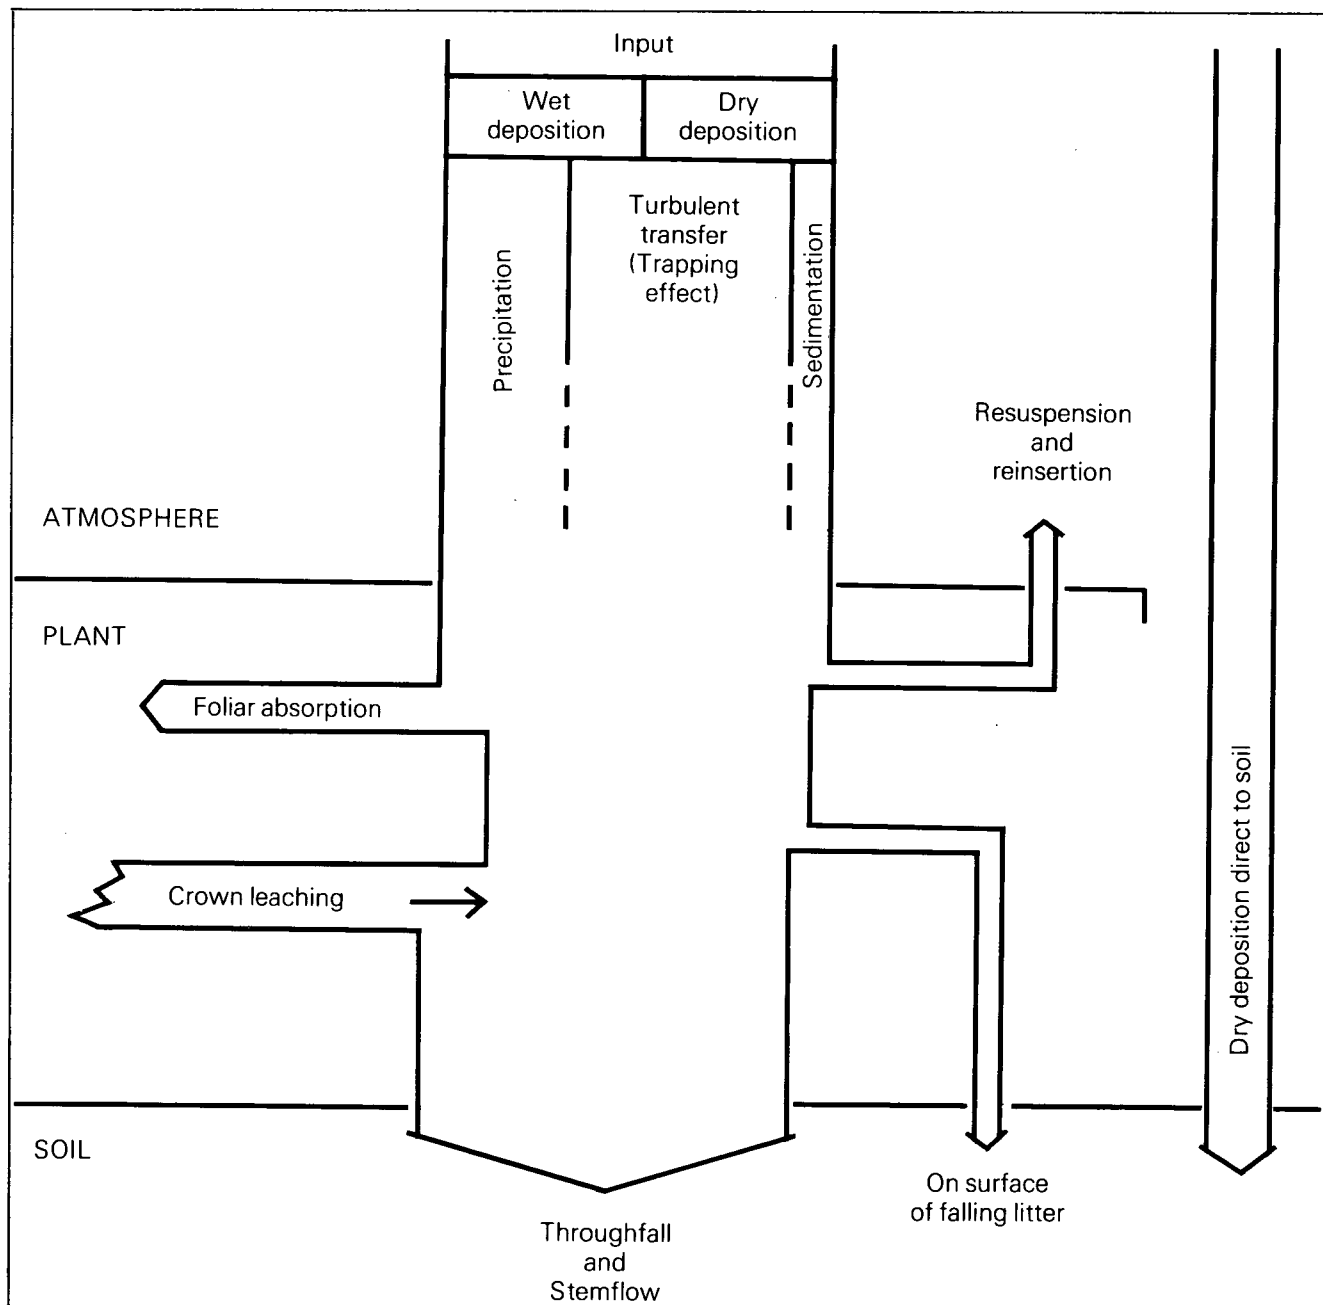 Input
Wet
deposition
Dry
deposition
Precipitation
Turbulent
transfer
(Trapping
effect)
Sedimentation
Resuspension
and
reinsertion
ATMOSPHERE
PLANT
Foliar absorption
Crown leaching
Dry deposition direct to soil
SOIL
On surface
of falling litter
Throughfall
and
Stemflow